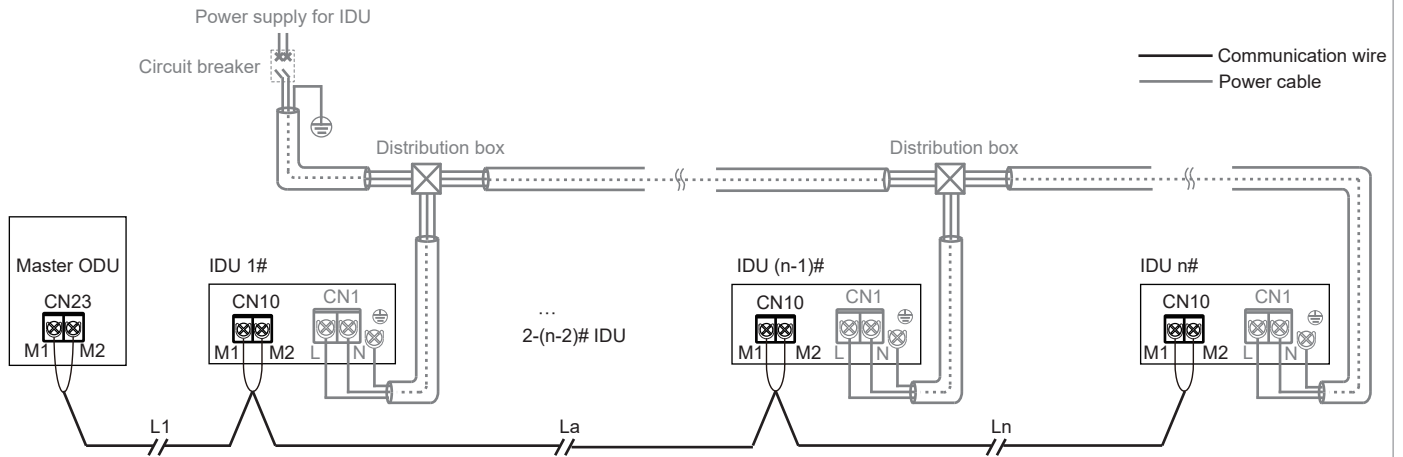 Power supply for IDU
Circuit breaker
Communication wire
Power cable
Distribution box
Distribution box
Master ODU
CN23
M1 M2
IDU 1#
CN10
CN1
M1 M2 L N
...
2-(n-2)# IDU
IDU (n-1)#
CN10
CN1
M1 M2 L N
IDU n#
CN10
CN1
M1 M2 L N
L1
La
Ln